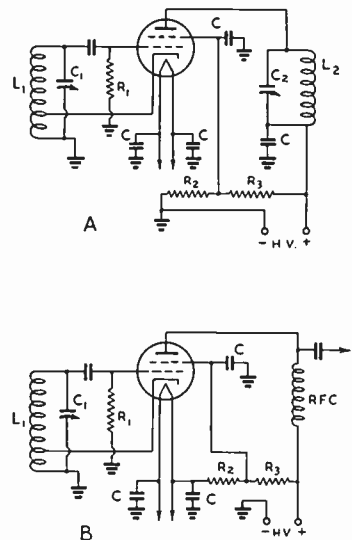 C
L₁
C₁
R₁
C₂
L₂
C
C
C
R₂
R₃
A
- H.V. +
C
L₁
C₁
R₁
RFC
C
C
R₂
R₃
B
- HV +